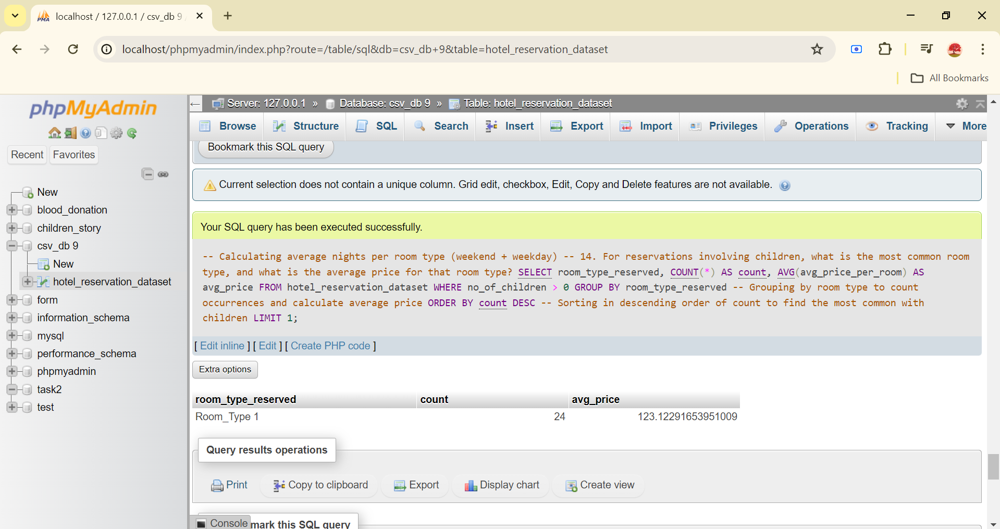 localhost / 127.0.0.1 / csv_db 9
localhost/phpmyadmin/index.php?route=/table/sql&db=csv_db+9&table=hotel_reservation_dataset
All Bookmarks
phpMyAdmin
Recent Favorites
New
blood_donation
children_story
csv_db 9
New
hotel_reservation_dataset
form
information_schema
mysql
performance_schema
phpmyadmin
task2
test
Server: 127.0.0.1 » Database: csv_db 9 » Table: hotel_reservation_dataset
Browse Structure SQL Search Insert Export Import Privileges Operations Tracking More
Bookmark this SQL query
Current selection does not contain a unique column. Grid edit, checkbox, Edit, Copy and Delete features are not available.
Your SQL query has been executed successfully.
-- Calculating average nights per room type (weekend + weekday) -- 14. For reservations involving children, what is the most common room
type, and what is the average price for that room type? SELECT room_type_reserved, COUNT(*) AS count, AVG(avg_price_per_room) AS
avg_price FROM hotel_reservation_dataset WHERE no_of_children > 0 GROUP BY room_type_reserved -- Grouping by room type to count
occurrences and calculate average price ORDER BY count DESC -- Sorting in descending order of count to find the most common with
children LIMIT 1;
[ Edit inline ] [ Edit ] [ Create PHP code ]
Extra options
room_type_reserved count avg_price
Room_Type 1 24 123.12291653951009
Query results operations
Print Copy to clipboard Export Display chart Create view
Console mark this SQL query